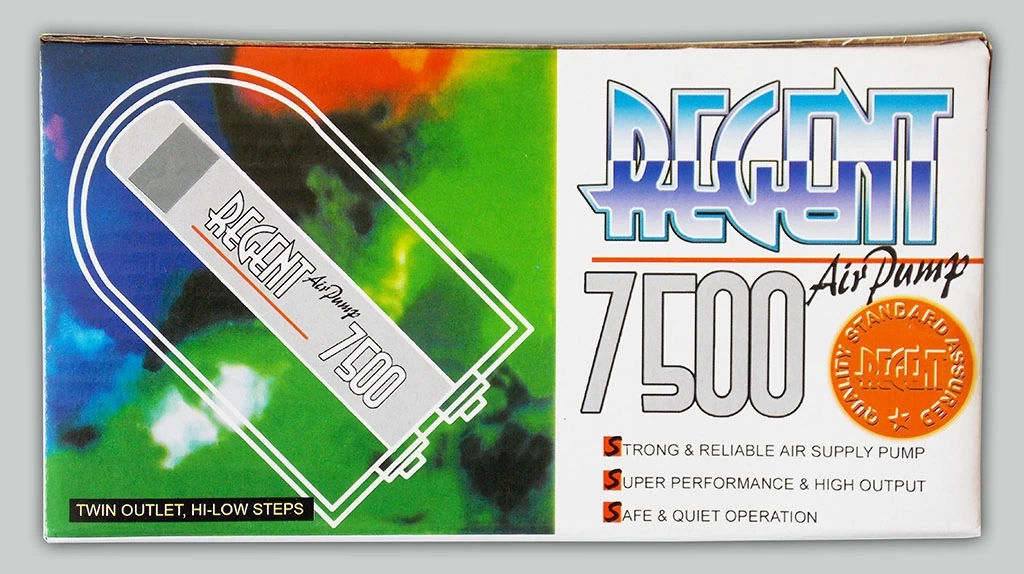 REGENT
Air Pump
7500
TWIN OUTLET, HI-LOW STEPS
REGENT
Air Pump
7500
QUALITY STANDARD ASSURED
REGENT
STRONG & RELIABLE AIR SUPPLY PUMP
SUPER PERFORMANCE & HIGH OUTPUT
SAFE & QUIET OPERATION